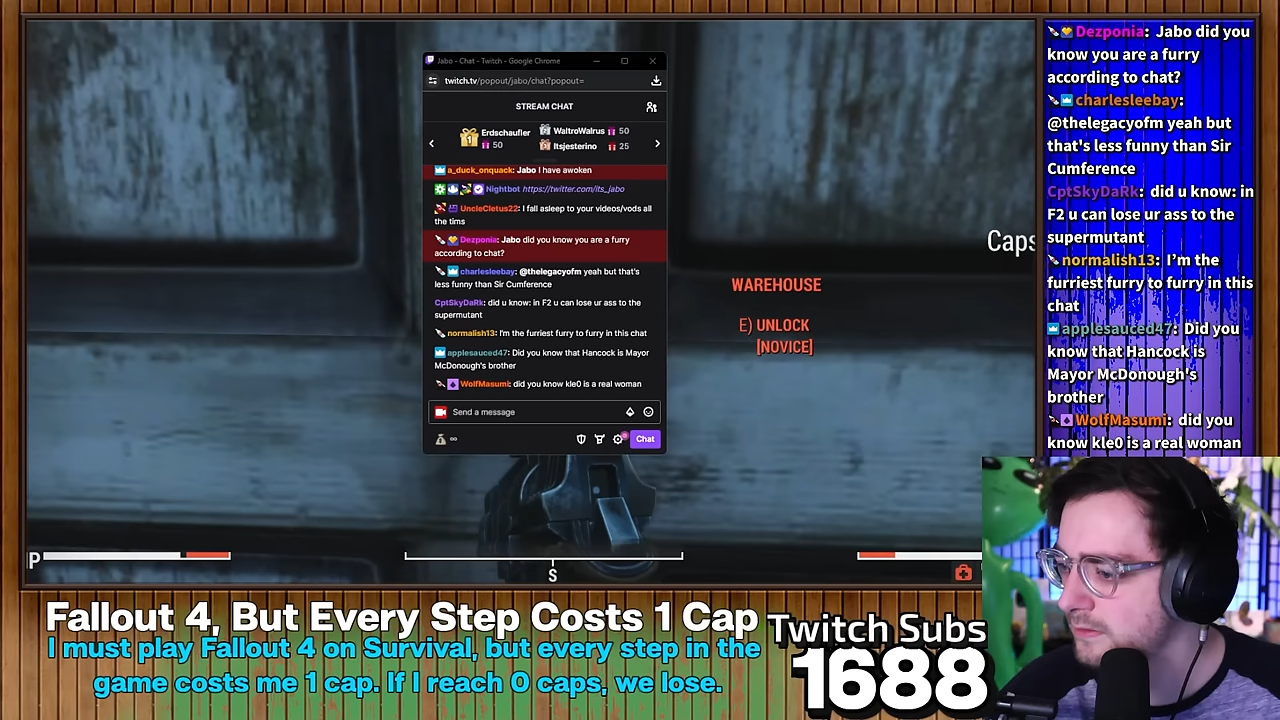 Jabo - Chat - Twitch - Google Chrome
twitch.tv/popout/jabo/chat?popout=
STREAM CHAT
1
Erdschaufler
50
WaltroWalrus 50
Itsjesterino 25
a_duck_onquack: Jabo I have awoken
Nightbot https://twitter.com/its_jabo
UncleCletus22: I fall asleep to your videos/vods all
the tims
Dezponia: Jabo did you know you are a furry
according to chat?
charlesleebay: @thelegacyofm yeah but that's
less funny than Sir Cumference
CptSkyDaRk: did u know: in F2 u can lose ur ass to the
supermutant
normalish13: I'm the furriest furry to furry in this chat
applesauced47: Did you know that Hancock is Mayor
McDonough's brother
WolfMasumi: did you know kle0 is a real woman
Send a message
∞
Chat
WAREHOUSE
E) UNLOCK
[NOVICE]
Caps
P
S
Dezponia: Jabo did you
know you are a furry
according to chat?
charlesleebay:
@thelegacyofm yeah but
that's less funny than Sir
Cumference
CptSkyDaRk: did u know: in
F2 u can lose ur ass to the
supermutant
normalish13: I'm the
furriest furry to furry in this
chat
applesauced47: Did you
know that Hancock is
Mayor McDonough's
brother
WolfMasumi: did you
know kle0 is a real woman
Fallout 4, But Every Step Costs 1 Cap
I must play Fallout 4 on Survival, but every step in the
game costs me 1 cap. If I reach 0 caps, we lose.
Twitch Subs
1688